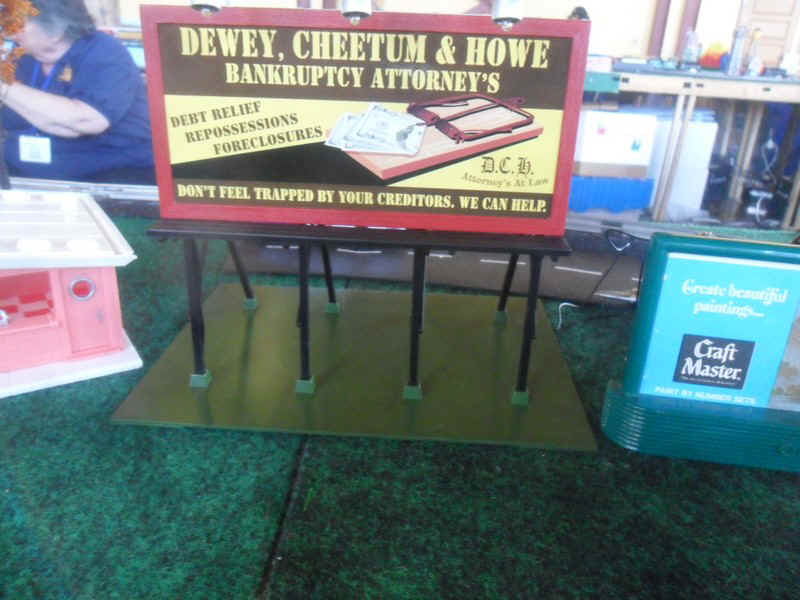 DEWEY, CHEETUM & HOWE
BANKRUPTCY ATTORNEY'S
DEBT RELIEF
REPOSSESSIONS
FORECLOSURES
D.C.H.
Attorney's At Law
DON'T FEEL TRAPPED BY YOUR CREDITORS. WE CAN HELP.
Create beautiful
paintings...
Craft
Master
PAINT BY NUMBER SETS